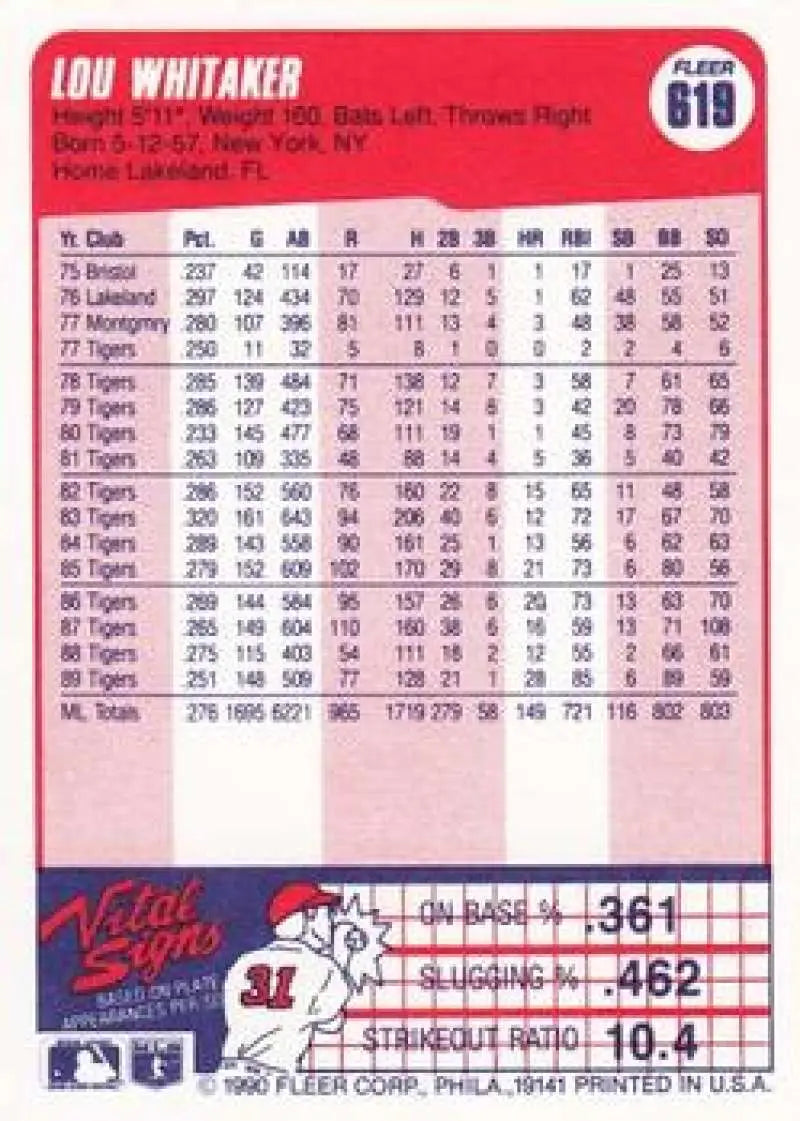 LOU WHITAKER
FLEER
619
Height 5'11", Weight 160, Bats Left, Throws Right
Born 5-12-57, New York, NY
Home Lakeland, FL
Yr. Club Pct. G AB R H 2B 3B HR RBI SB BB SO
75 Bristol .237 42 114 17 27 6 1 1 17 1 25 13
76 Lakeland .297 124 434 70 129 12 5 1 62 48 55 51
77 Montgmry .280 107 396 81 111 13 4 3 48 38 58 52
77 Tigers .250 11 32 5 8 1 0 0 2 2 4 6
78 Tigers .285 139 484 71 138 12 7 3 58 7 61 65
79 Tigers .286 127 423 75 121 14 8 3 42 20 78 66
80 Tigers .233 145 477 68 111 19 1 1 45 8 73 79
81 Tigers .263 109 335 48 88 14 4 5 36 5 40 42
82 Tigers .286 152 560 76 160 22 8 15 65 11 48 58
83 Tigers .320 161 643 94 206 40 6 12 72 17 67 70
84 Tigers .289 143 558 90 161 25 1 13 56 6 62 63
85 Tigers .279 152 609 102 170 29 8 21 73 6 80 56
86 Tigers .269 144 584 95 157 26 6 20 73 13 63 70
87 Tigers .265 149 604 110 160 38 6 16 59 13 71 108
88 Tigers .275 115 403 54 111 18 2 12 55 2 66 61
89 Tigers .251 148 509 77 128 21 1 28 85 6 89 59
ML Totals .276 1695 6221 965 1719 279 58 149 721 116 802 803
Vital
Signs
BASED ON PLATE
APPEARANCES PER
31
ON BASE % .361
SLUGGING % .462
STRIKEOUT RATIO 10.4
© 1990 FLEER CORP., PHILA., 19141 PRINTED IN U.S.A.